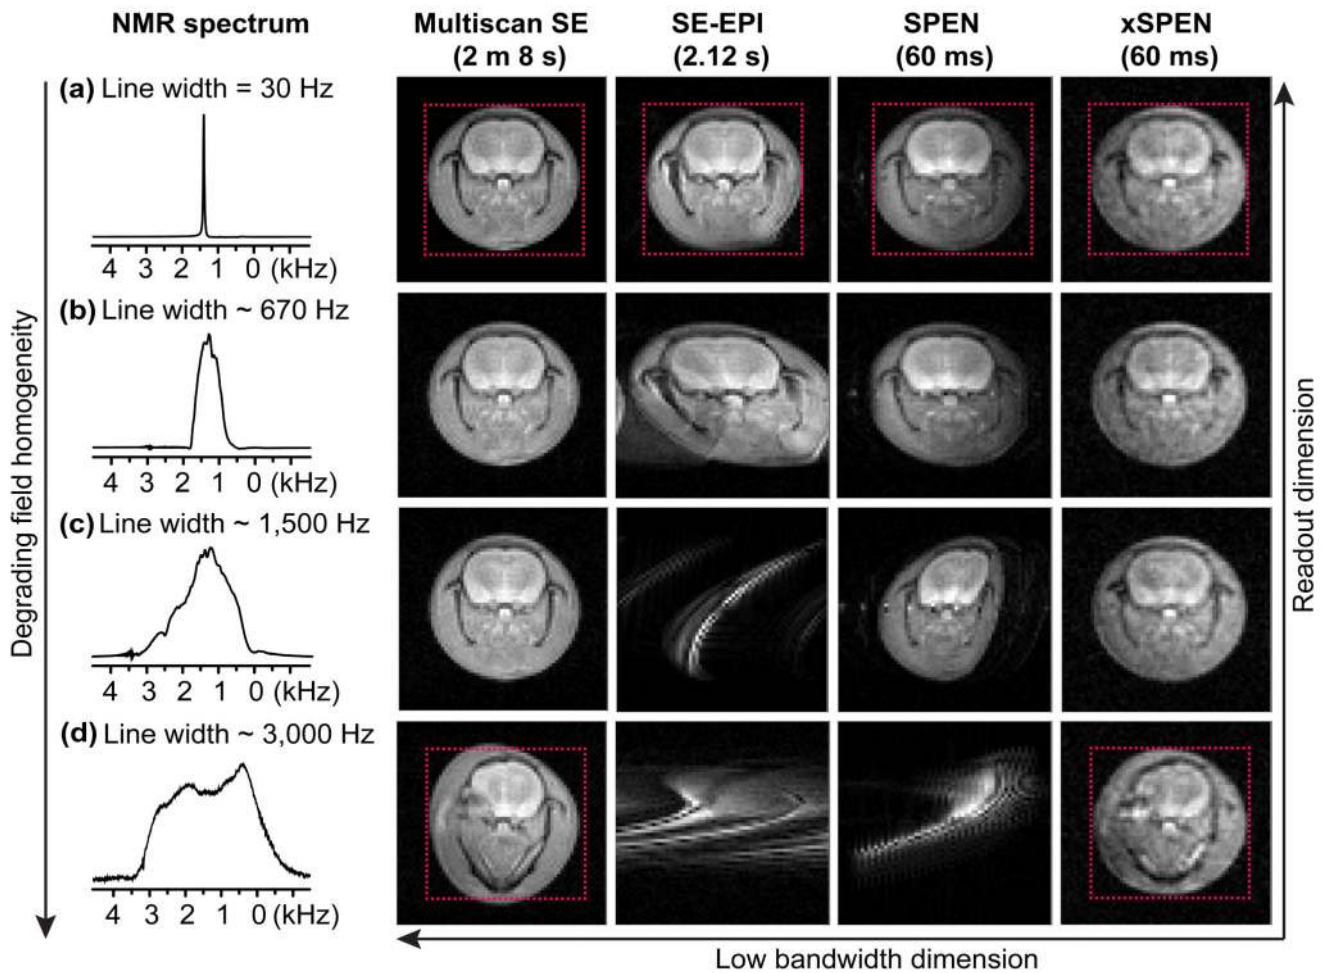 NMR spectrum
Multiscan SE
(2 m 8 s)
SE-EPI
(2.12 s)
SPEN
(60 ms)
xSPEN
(60 ms)
(a) Line width = 30 Hz
4 3 2 1 0 (kHz)
(b) Line width ~ 670 Hz
4 3 2 1 0 (kHz)
(c) Line width ~ 1,500 Hz
4 3 2 1 0 (kHz)
(d) Line width ~ 3,000 Hz
4 3 2 1 0 (kHz)
Degrading field homogeneity
Readout dimension
Low bandwidth dimension